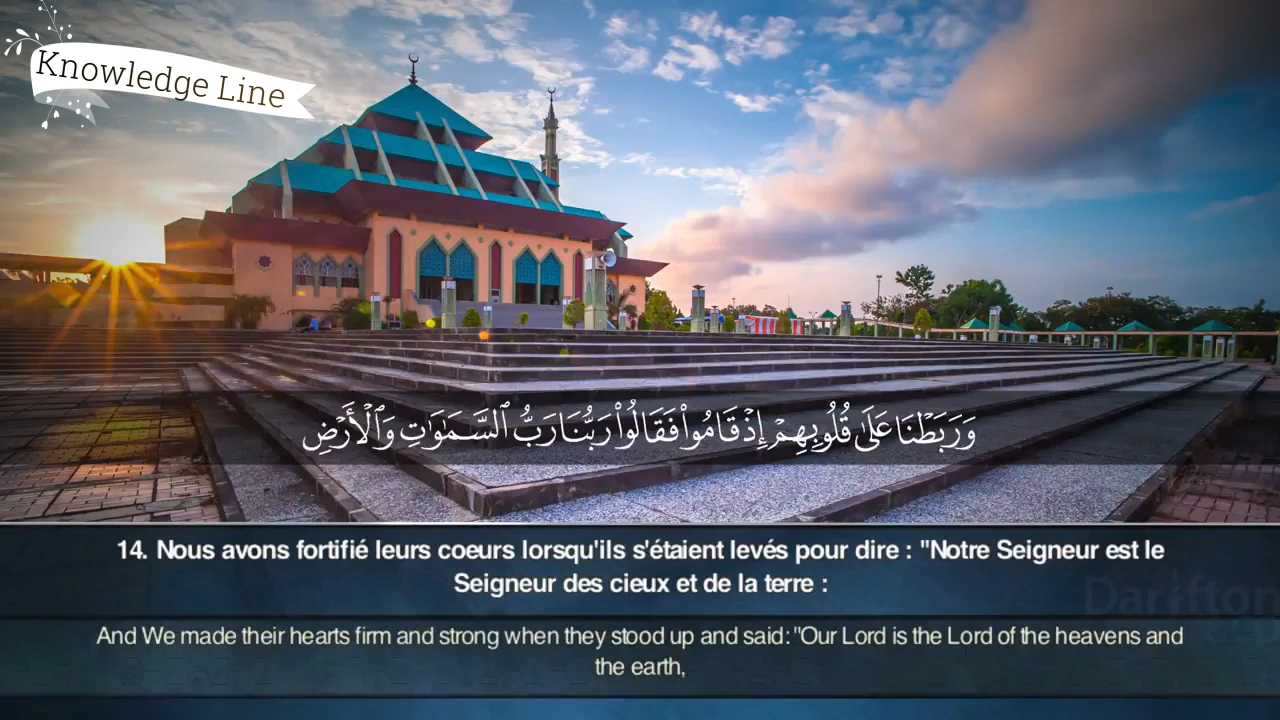 Knowledge Line
وَرَبَطْنَا عَلَىٰ قُلُوبِهِمْ إِذْ قَامُوا۟ فَقَالُوا۟ رَبُّنَا رَبُّ ٱلسَّمَـٰوَٰتِ وَٱلْأَرْضِ
14. Nous avons fortifié leurs coeurs lorsqu'ils s'étaient levés pour dire : "Notre Seigneur est le
Seigneur des cieux et de la terre :
And We made their hearts firm and strong when they stood up and said: "Our Lord is the Lord of the heavens and
the earth,